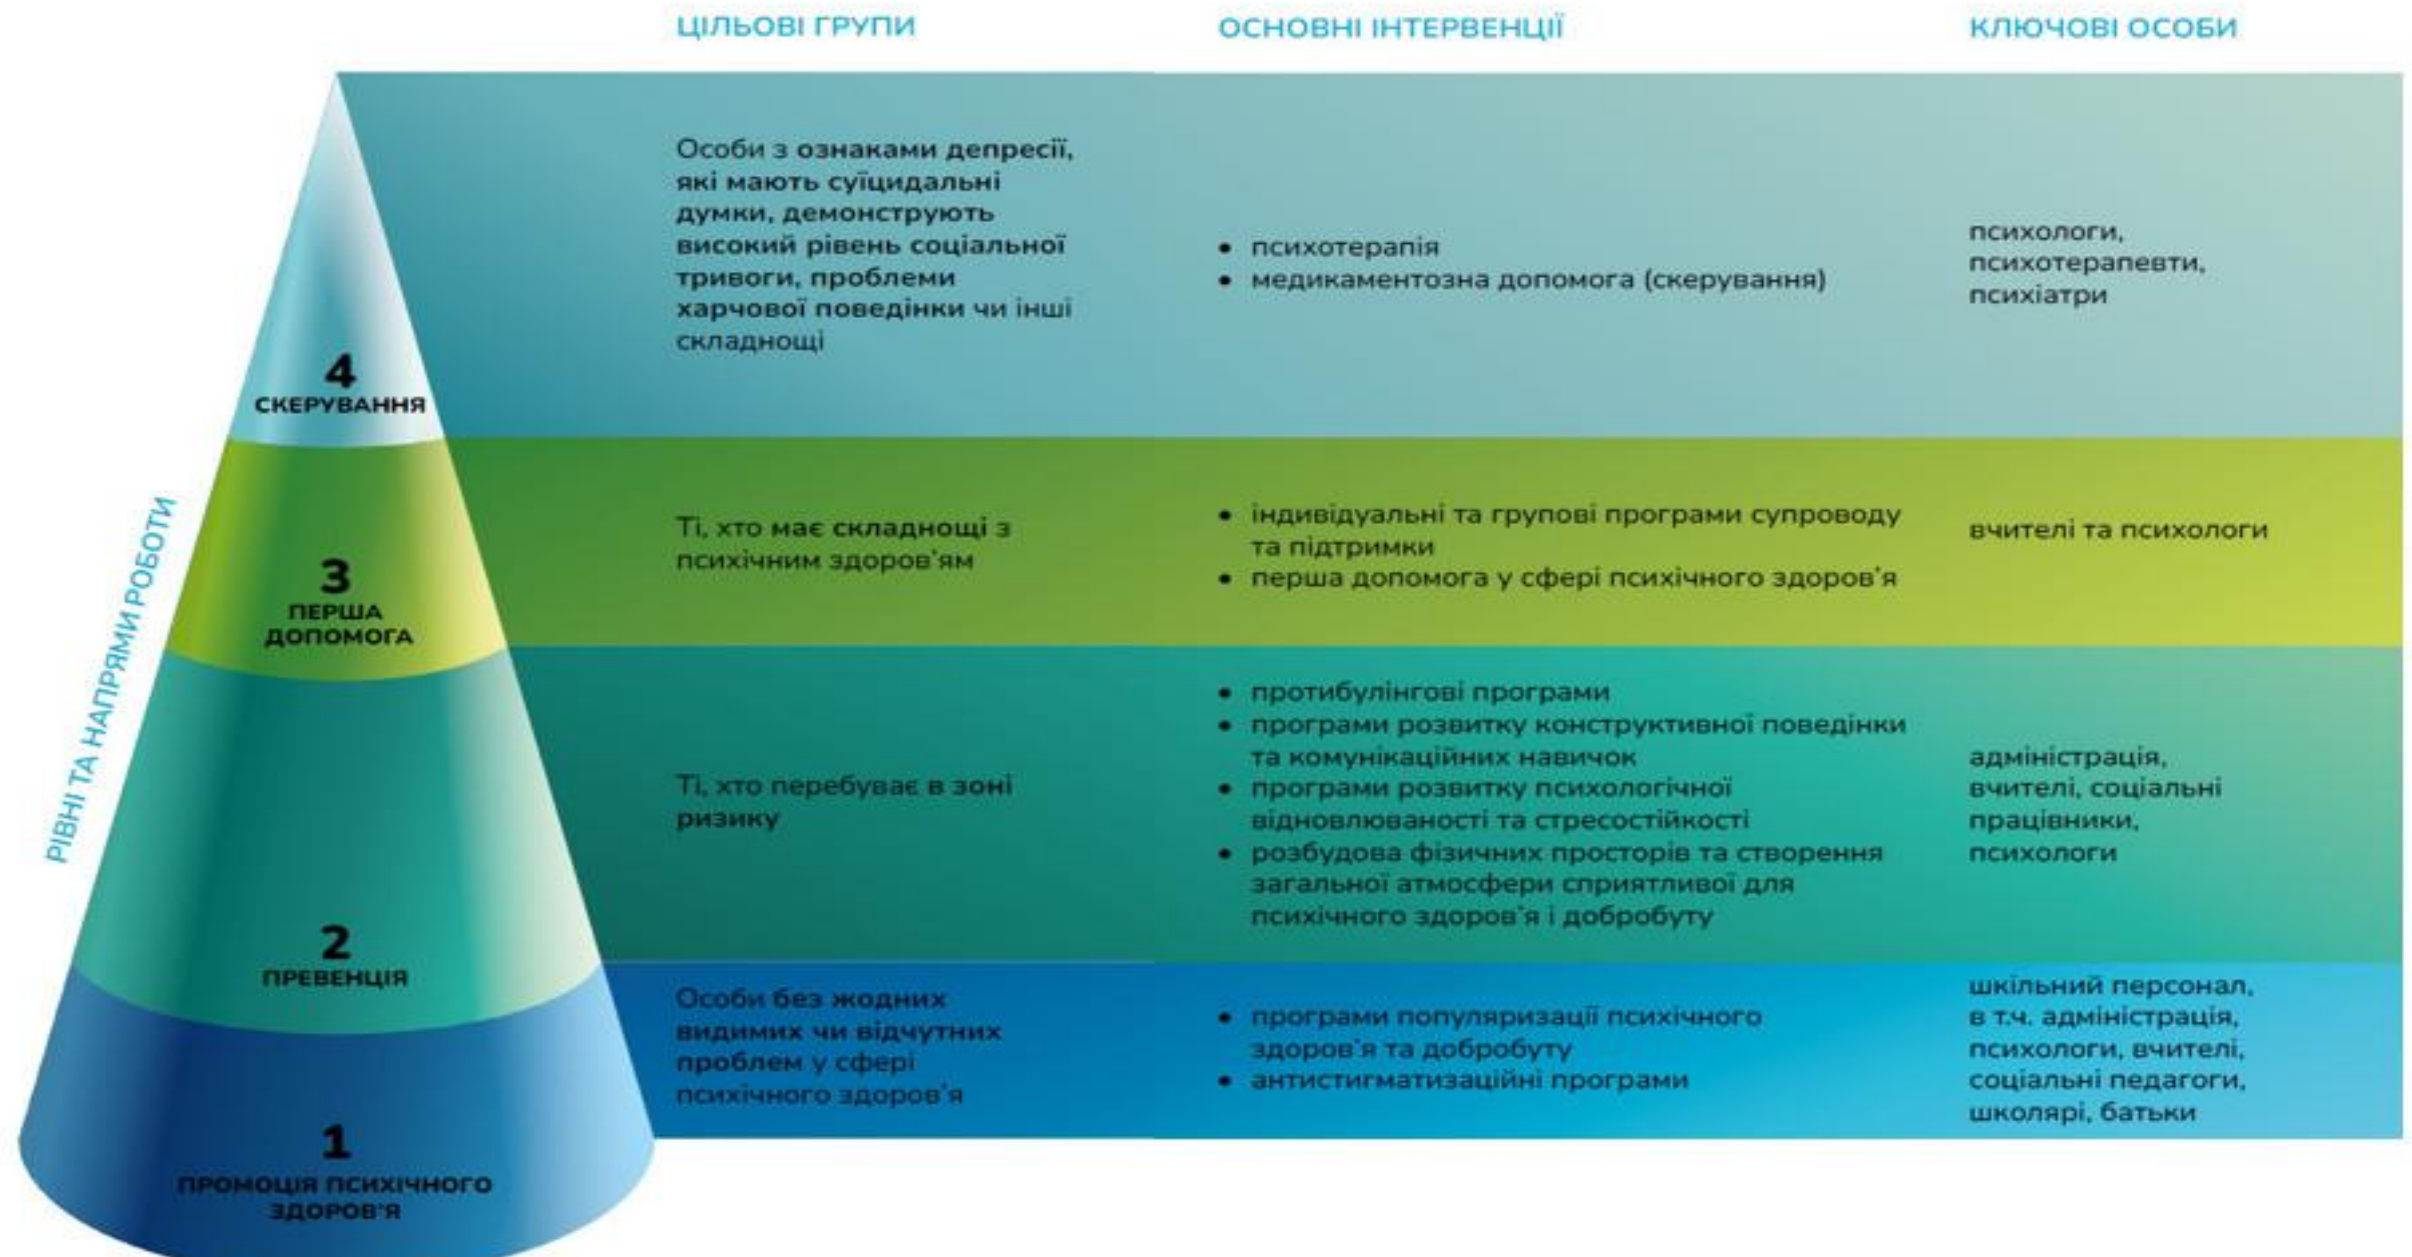 ЦІЛЬОВІ ГРУПИ
ОСНОВНІ ІНТЕРВЕНЦІЇ
КЛЮЧОВІ ОСОБИ
РІВНІ ТА НАПРЯМИ РОБОТИ
4
СКЕРУВАННЯ
Особи з ознаками депресії,
які мають суїцидальні
думки, демонструють
високий рівень соціальної
тривоги, проблеми
харчової поведінки чи інші
складнощі
• психотерапія
• медикаментозна допомога (скерування)
психологи,
психотерапевти,
психіатри
3
ПЕРША
ДОПОМОГА
Ті, хто має складнощі з
психічним здоров'ям
• індивідуальні та групові програми супроводу
та підтримки
• перша допомога у сфері психічного здоров'я
вчителі та психологи
2
ПРЕВЕНЦІЯ
Ті, хто перебуває в зоні
ризику
• протибулінгові програми
• програми розвитку конструктивної поведінки
та комунікаційних навичок
• програми розвитку психологічної
відновлюваності та стресостійкості
• розбудова фізичних просторів та створення
загальної атмосфери сприятливої для
психічного здоров'я і добробуту
адміністрація,
вчителі, соціальні
працівники,
психологи
1
ПРОМОЦІЯ ПСИХІЧНОГО
ЗДОРОВ'Я
Особи без жодних
видимих чи відчутних
проблем у сфері
психічного здоров'я
• програми популяризації психічного
здоров'я та добробуту
• антистигматизаційні програми
шкільний персонал,
в т.ч. адміністрація,
психологи, вчителі,
соціальні педагоги,
школярі, батьки